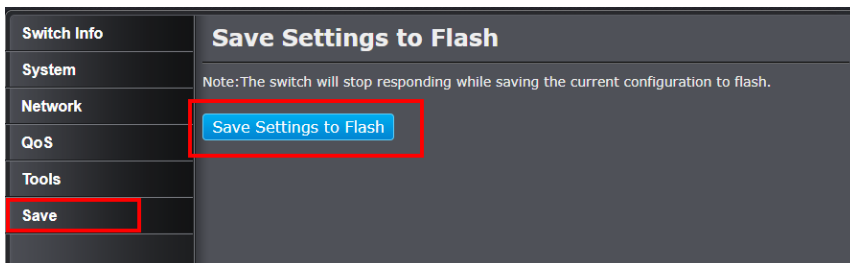 Switch Info
System
Network
QoS
Tools
Save
Save Settings to Flash
Note:The switch will stop responding while saving the current configuration to flash.
Save Settings to Flash